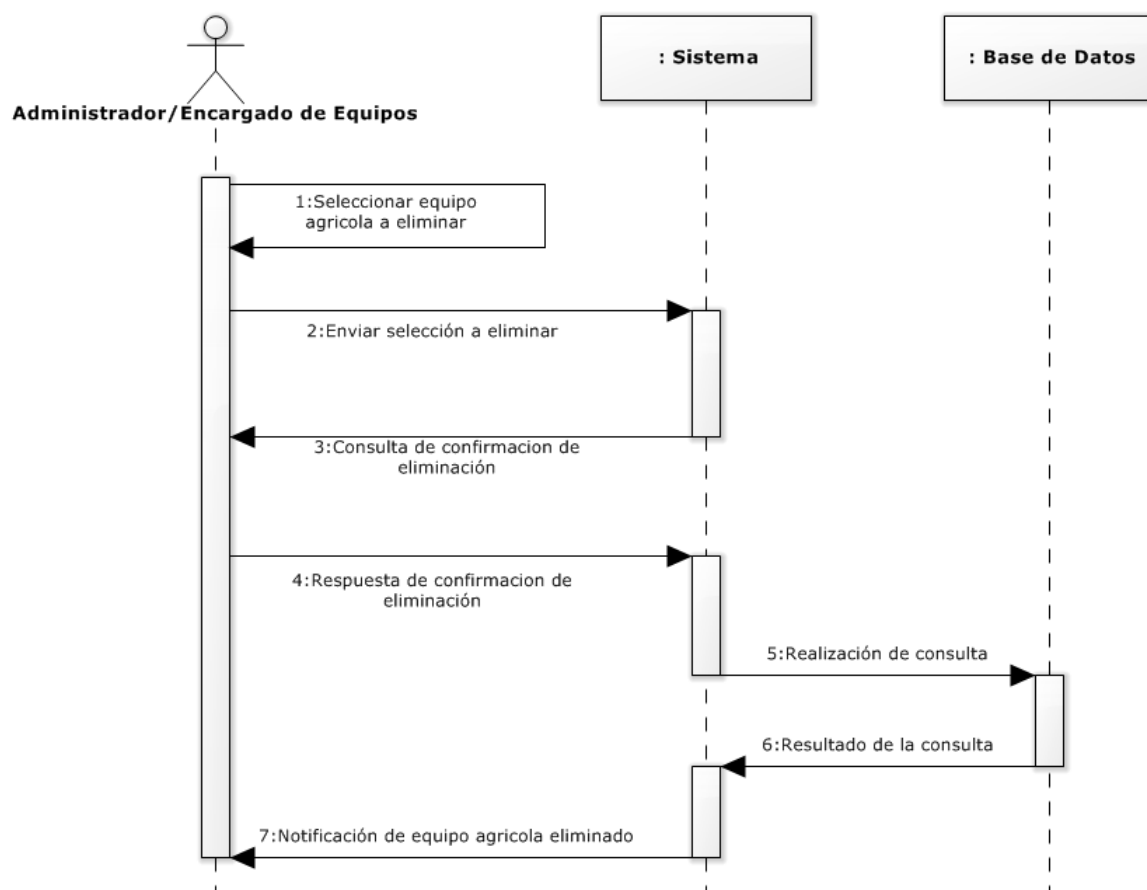 Administrador/Encargado de Equipos
: Sistema
: Base de Datos
1:Seleccionar equipo
agricola a eliminar
2:Enviar selección a eliminar
3:Consulta de confirmacion de
eliminación
4:Respuesta de confirmacion de
eliminación
5:Realización de consulta
6:Resultado de la consulta
7:Notificación de equipo agricola eliminado